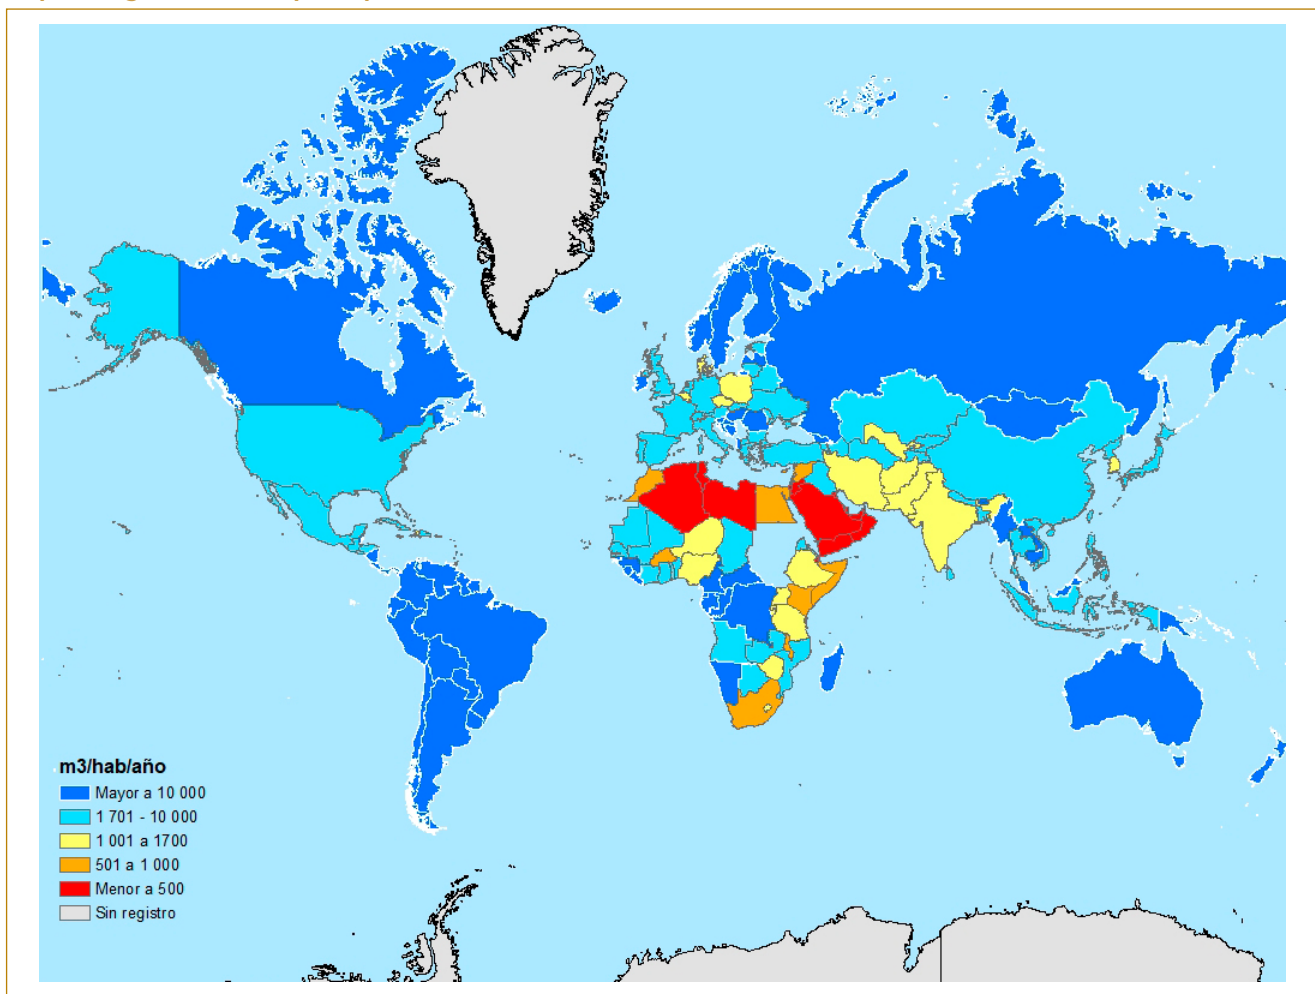 m3/hab/año
Mayor a 10 000
1 701 - 10 000
1 001 a 1700
501 a 1 000
Menor a 500
Sin registro